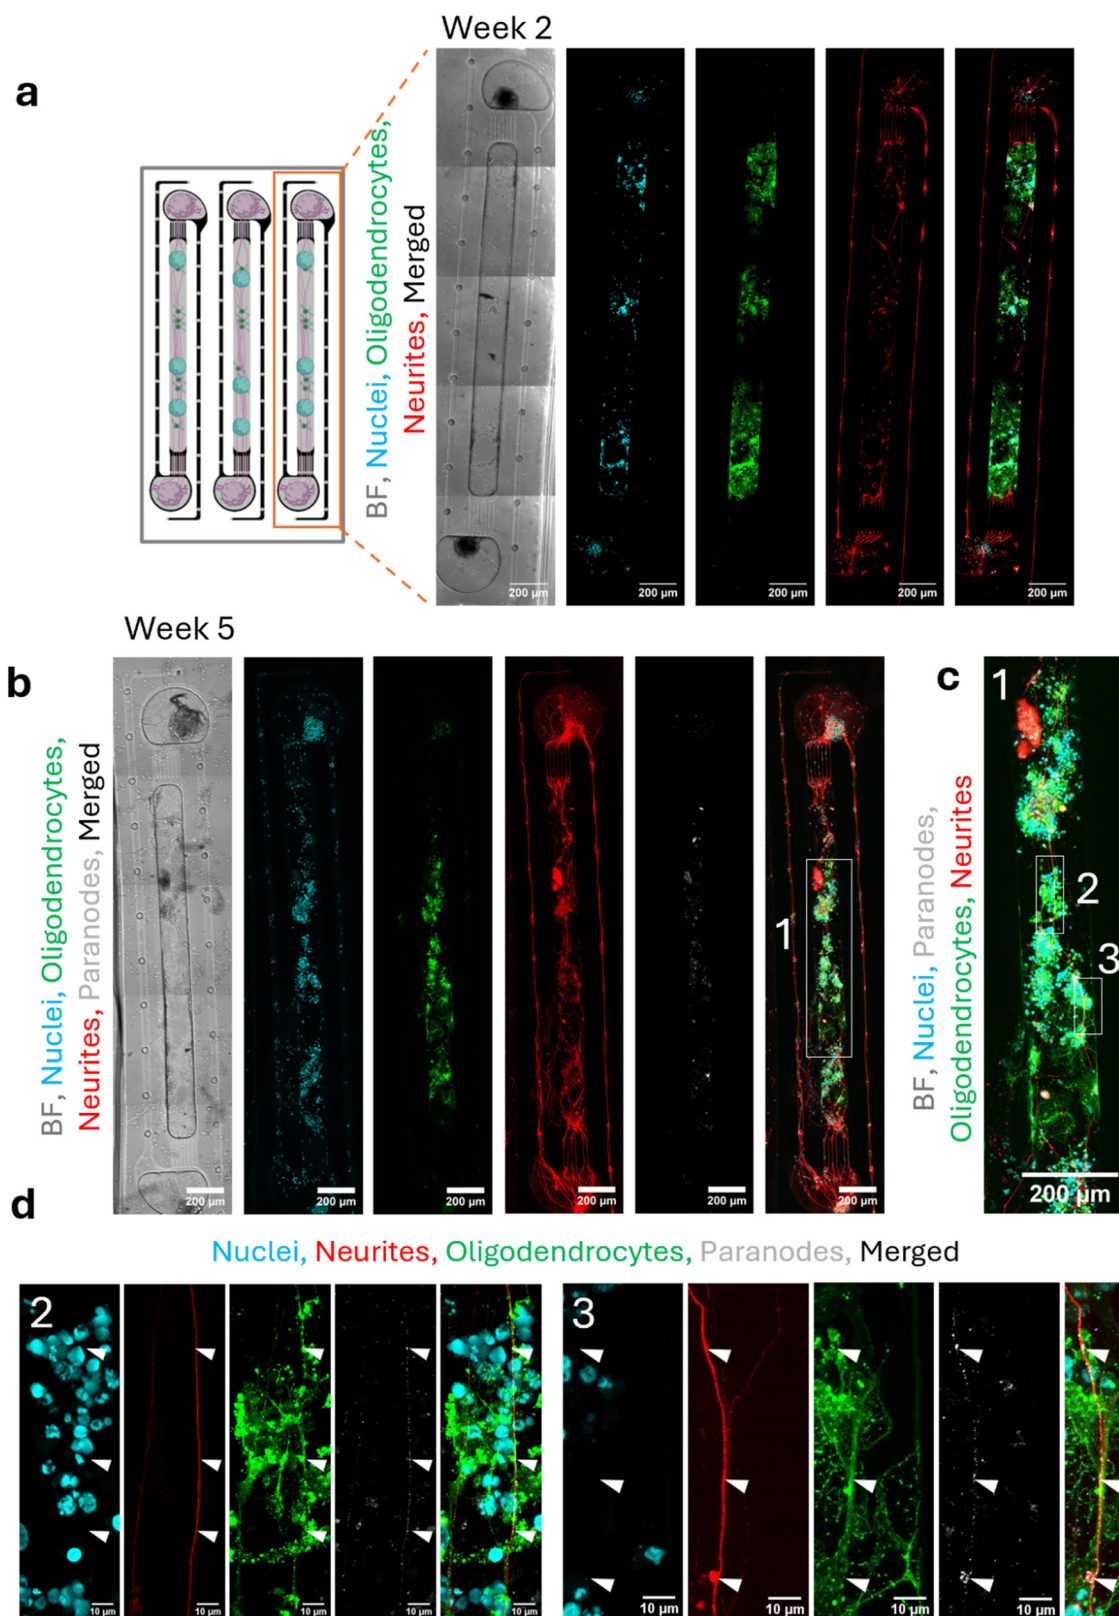 Week 2
a
BF, Nuclei, Oligodendrocytes,
Neurites, Merged
200 µm
200 µm
200 µm
200 µm
200 µm
Week 5
b
BF, Nuclei, Oligodendrocytes,
Neurites, Paranodes, Merged
200 µm
200 µm
200 µm
200 µm
200 µm
1
200 µm
c
BF, Nuclei, Paranodes,
Oligodendrocytes, Neurites
1
2
3
200 µm
d
Nuclei, Neurites, Oligodendrocytes, Paranodes, Merged
2
10 µm
10 µm
10 µm
10 µm
10 µm
3
10 µm
10 µm
10 µm
10 µm
10 µm